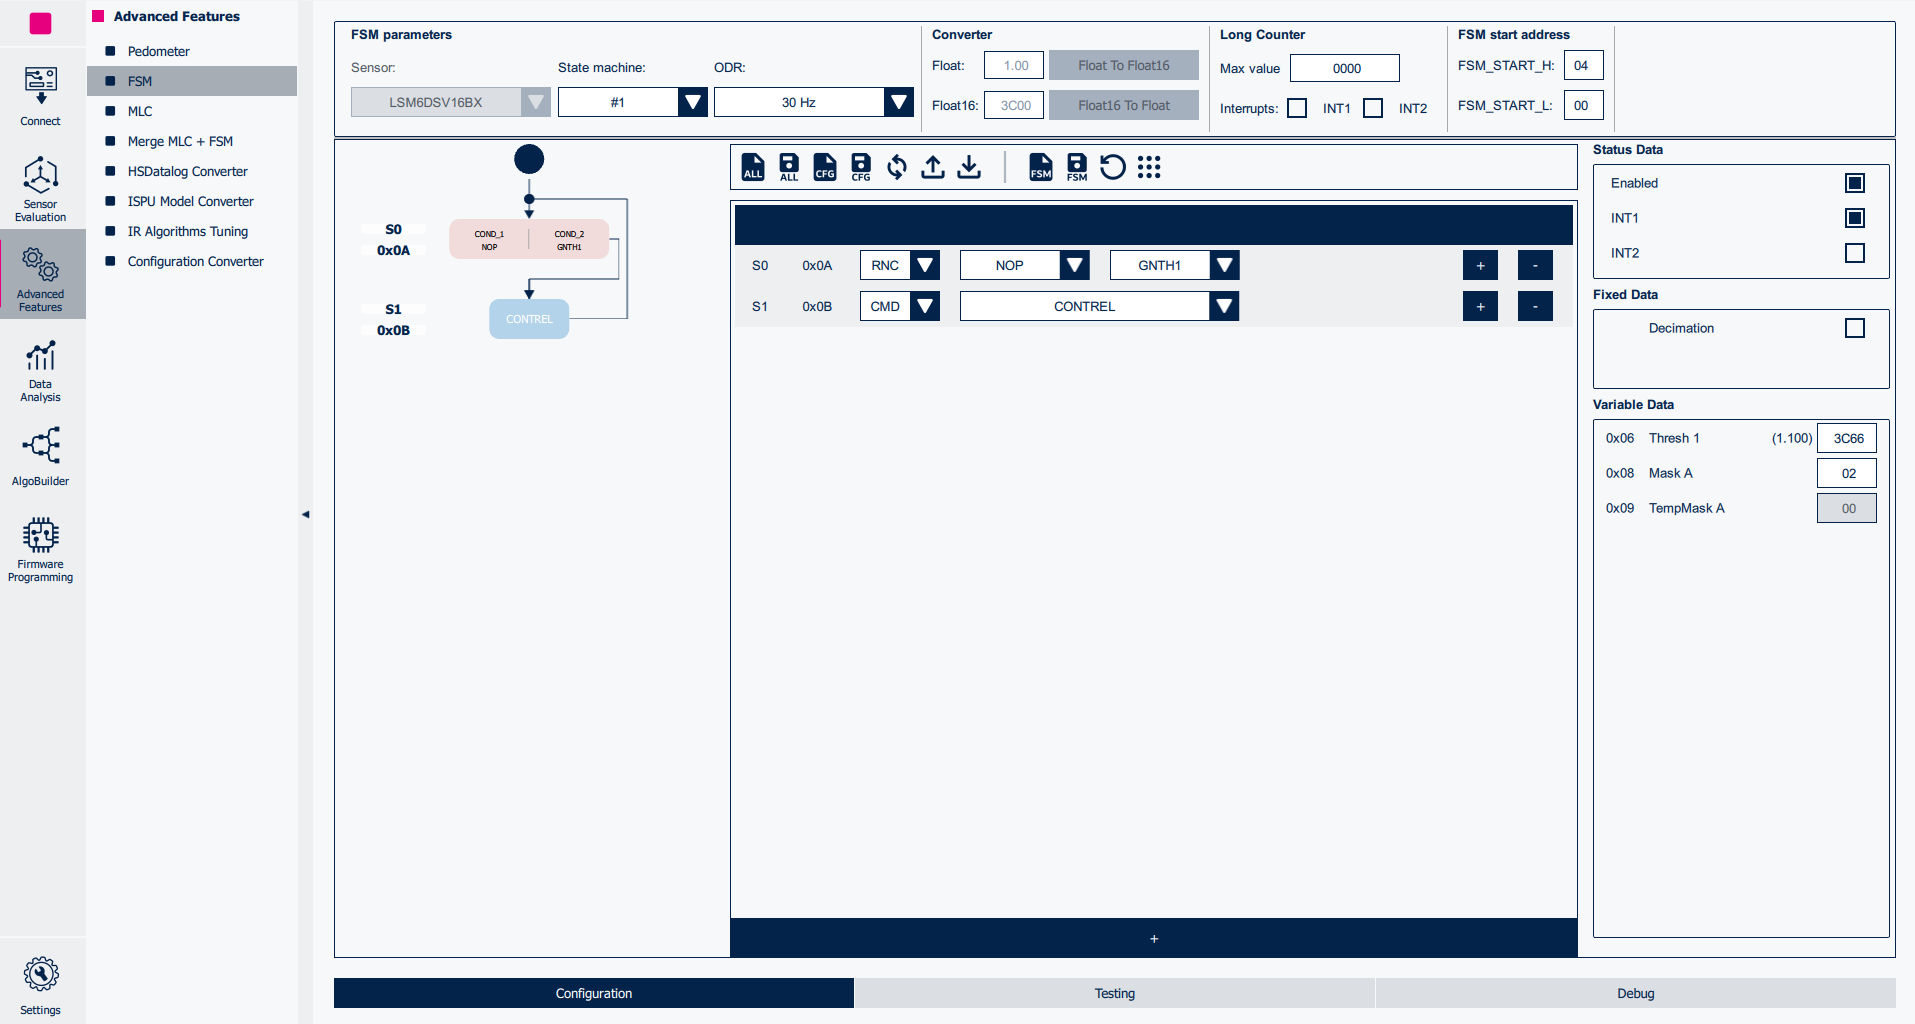 Connect
Sensor
Evaluation
Advanced
Features
Data
Analysis
AlgoBuilder
Firmware
Programming
Settings
Advanced Features
Pedometer
FSM
MLC
Merge MLC + FSM
HSDatalog Converter
ISPU Model Converter
IR Algorithms Tuning
Configuration Converter
FSM parameters
Sensor: State machine: ODR:
LSM6DSV16BX #1 30 Hz
Converter
Float: 1.00 Float To Float16
Float16: 3C00 Float16 To Float
Long Counter
Max value 0000
Interrupts: INT1 INT2
FSM start address
FSM_START_H: 04
FSM_START_L: 00
S0
0x0A
COND_1 COND_2
NOP GNTH1
S1
0x0B
CONTREL
ALL ALL CFG CFG FSM FSM
S0 0x0A RNC NOP GNTH1 + -
S1 0x0B CMD CONTREL + -
+
Status Data
Enabled
INT1
INT2
Fixed Data
Decimation
Variable Data
0x06 Thresh 1 (1.100) 3C66
0x08 Mask A 02
0x09 TempMask A 00
Configuration Testing Debug